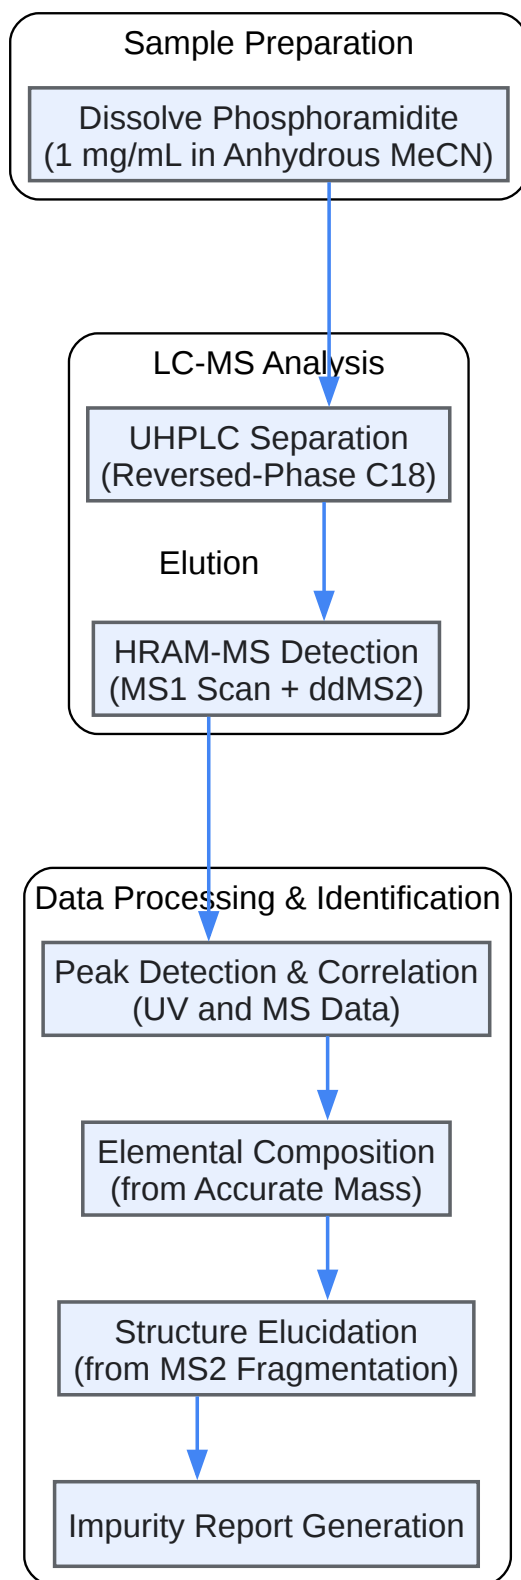 Sample Preparation
Dissolve Phosphoramidite
(1 mg/mL in Anhydrous MeCN)
LC-MS Analysis
UHPLC Separation
(Reversed-Phase C18)
Elution
HRAM-MS Detection
(MS1 Scan + ddMS2)
Data Processing & Identification
Peak Detection & Correlation
(UV and MS Data)
Elemental Composition
(from Accurate Mass)
Structure Elucidation
(from MS2 Fragmentation)
Impurity Report Generation